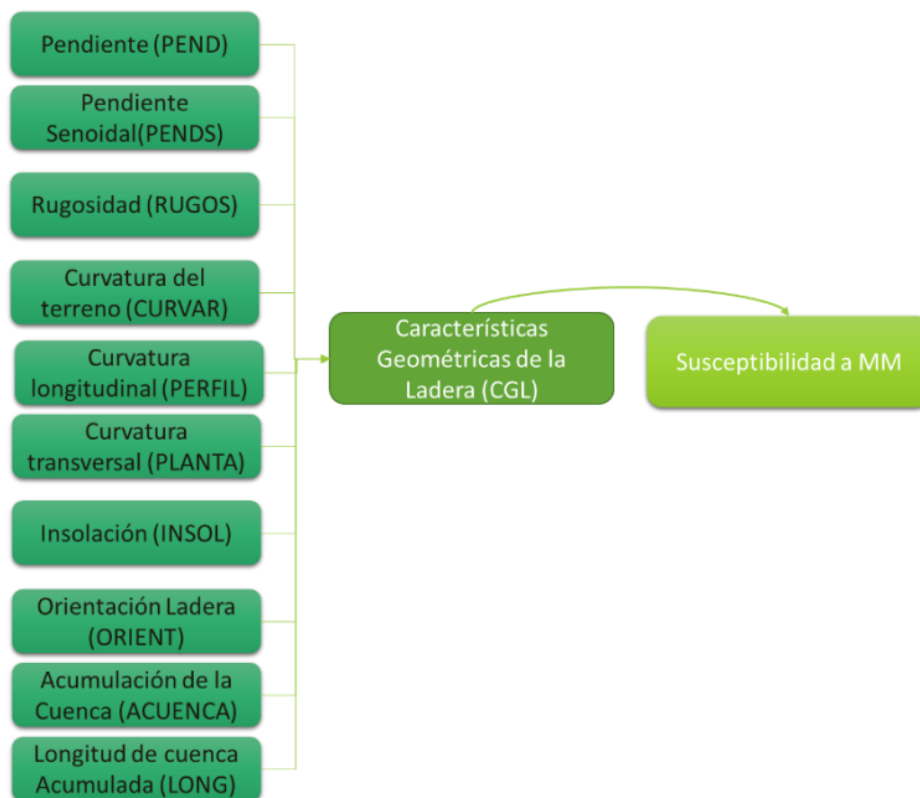 Pendiente (PEND)
Pendiente
Senoidal(PENDS)
Rugosidad (RUGOS)
Curvatura del
terreno (CURVAR)
Curvatura
longitudinal (PERFIL)
Curvatura
transversal (PLANTA)
Insolación (INSOL)
Orientación Ladera
(ORIENT)
Acumulación de la
Cuenca (ACUENCA)
Longitud de cuenca
Acumulada (LONG)
Característísticas
Geométricas de la
Ladera (CGL)
Susceptibilidad a MM